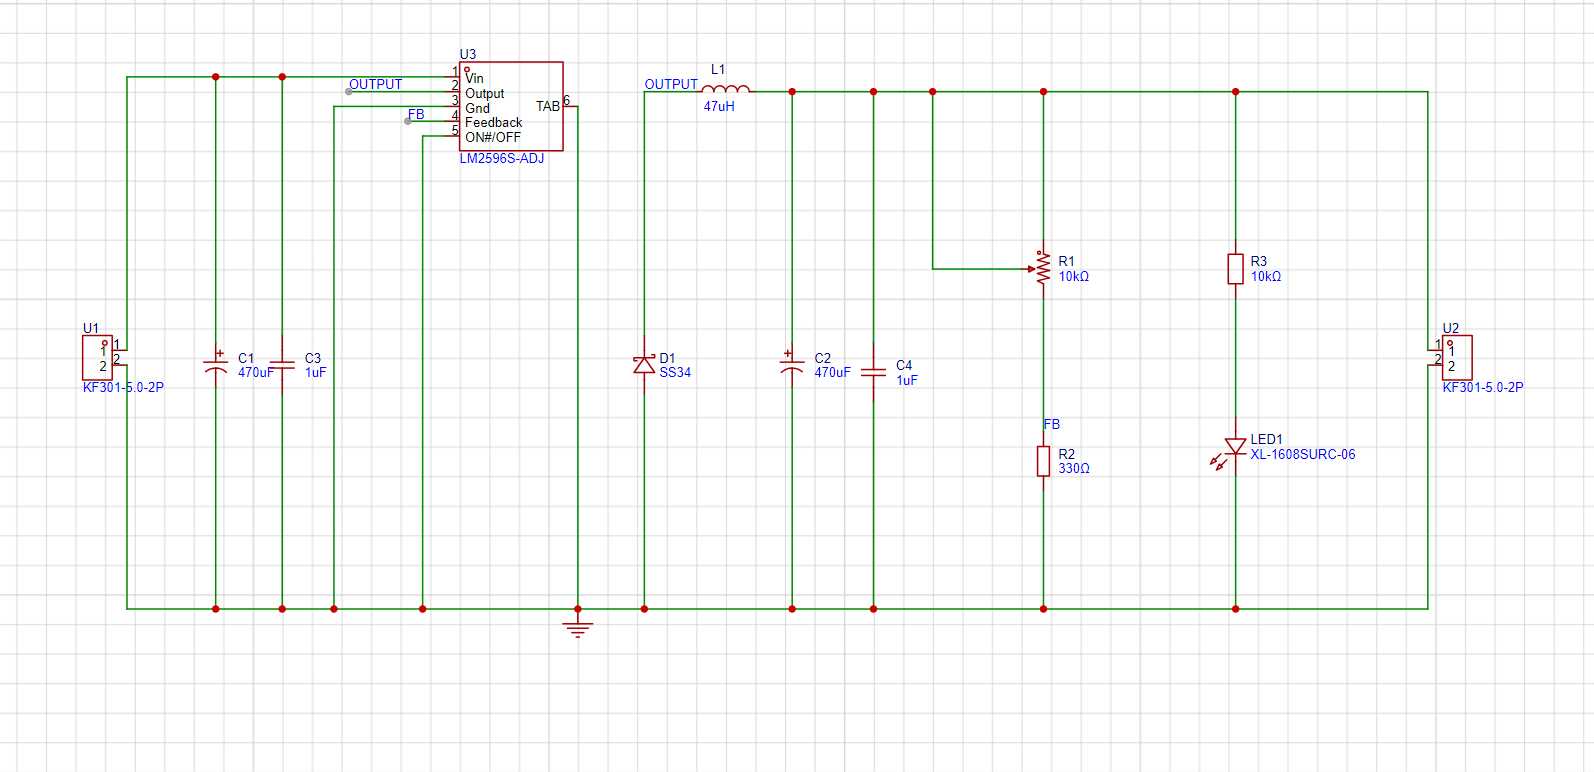 U3
1
Vin
OUTPUT
2
Output
3
Gnd
FB
4
Feedback
5
ON#/OFF
TAB
6
LM2596S-ADJ
OUTPUT
L1
47uH
R1
10kΩ
R3
10kΩ
U1
1
1
2
2
KF301-5.0-2P
C1
470uF
C3
1uF
D1
SS34
C2
470uF
C4
1uF
U2
1
1
2
2
KF301-5.0-2P
FB
R2
330Ω
LED1
XL-1608SURC-06